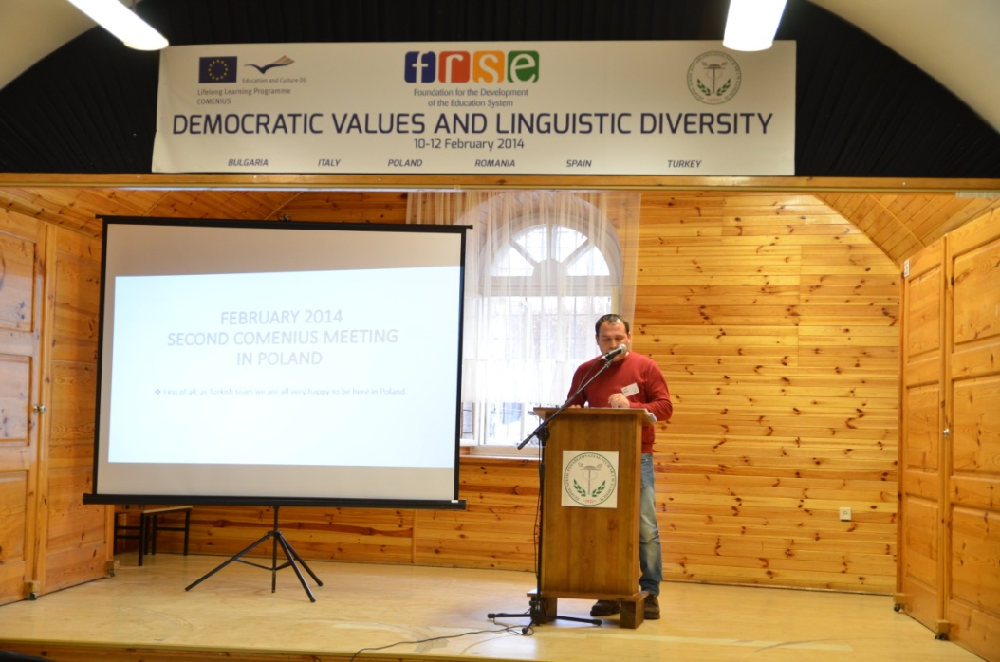 Education and Culture DG
Lifelong Learning Programme
COMENIUS
frse
Foundation for the Development
of the Education System
DEMOCRATIC VALUES AND LINGUISTIC DIVERSITY
10-12 February 2014
BULGARIA ITALY POLAND ROMANIA SPAIN TURKEY
FEBRUARY 2014
SECOND COMENIUS MEETING
IN POLAND
❖ First of all, as Turkish team we are all very happy to be here in Poland.